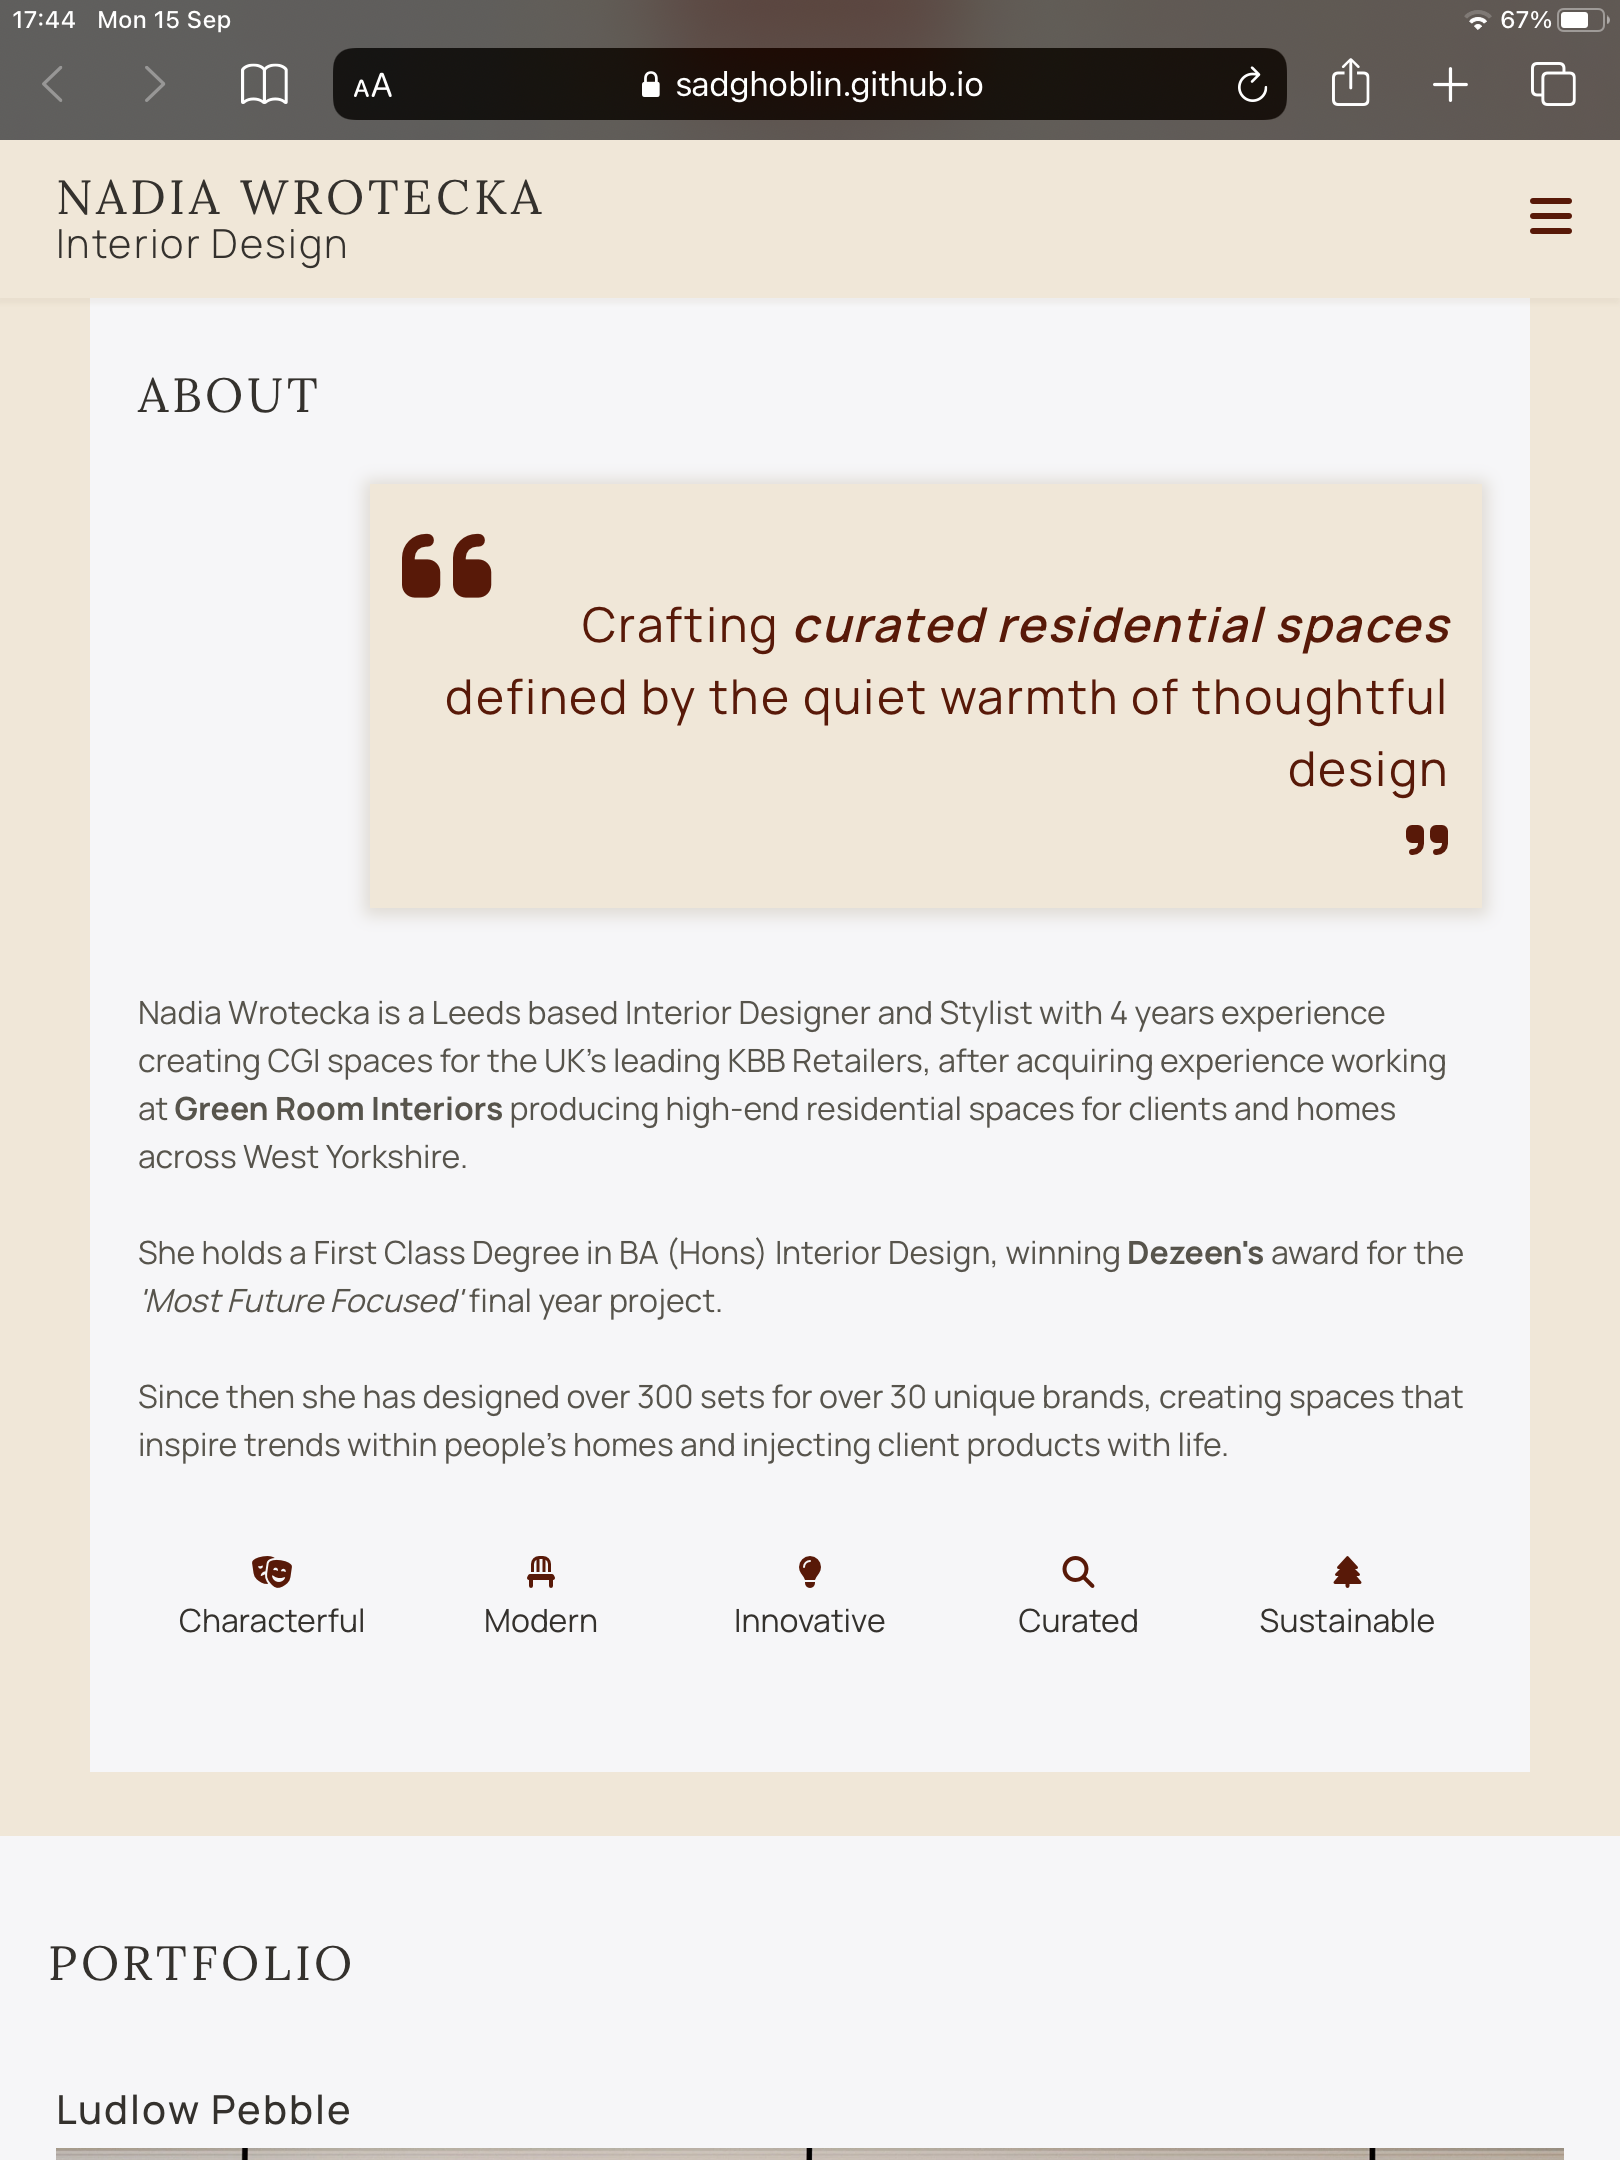 17:44 Mon 15 Sep 67%
AA sadghoblin.github.io
NADIA WROTECKA
Interior Design
ABOUT
“
Crafting curated residential spaces
defined by the quiet warmth of thoughtful
design
”
Nadia Wrotecka is a Leeds based Interior Designer and Stylist with 4 years experience
creating CGI spaces for the UK’s leading KBB Retailers, after acquiring experience working
at Green Room Interiors producing high-end residential spaces for clients and homes
across West Yorkshire.
She holds a First Class Degree in BA (Hons) Interior Design, winning Dezeen's award for the
'Most Future Focused' final year project.
Since then she has designed over 300 sets for over 30 unique brands, creating spaces that
inspire trends within people’s homes and injecting client products with life.
Characterful Modern Innovative Curated Sustainable
PORTFOLIO
Ludlow Pebble